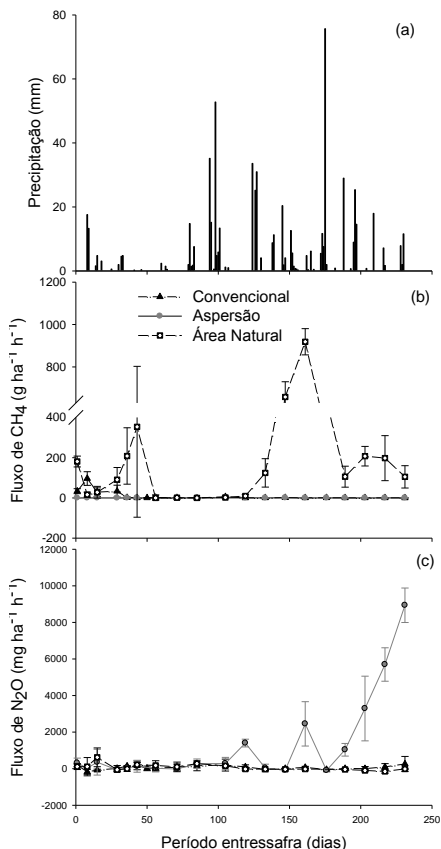 (a)
Precipitação (mm)
80
60
40
20
0
(b)
Convencional
Aspersão
Área Natural
Fluxo de CH₄ (g ha⁻¹ h⁻¹)
1200
1000
800
400
200
0
-200
(c)
Fluxo de N₂O (mg ha⁻¹ h⁻¹)
12000
10000
8000
6000
4000
2000
0
-2000
0 50 100 150 200 250
Período entressafra (dias)